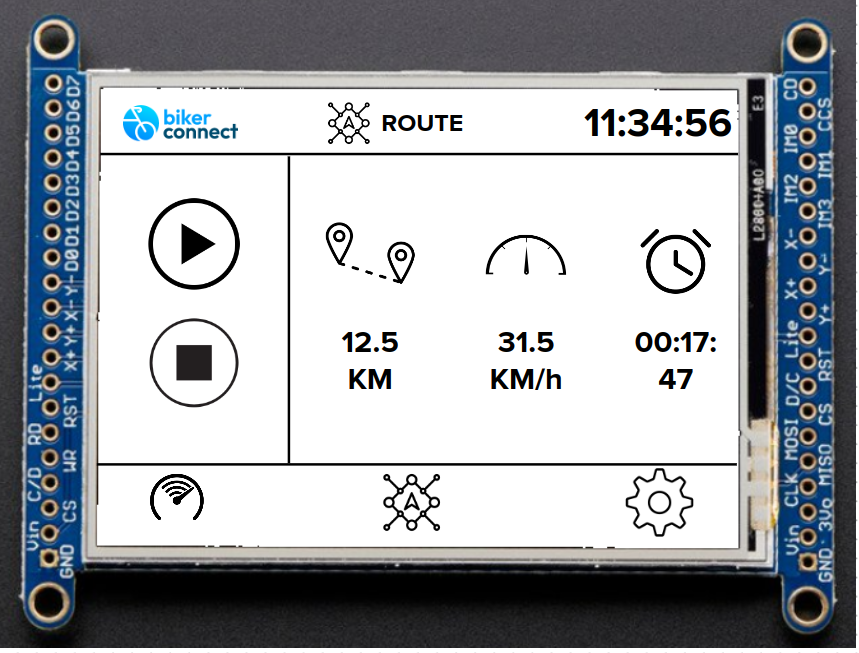 biker
connect
ROUTE
11:34:56
12.5
KM
31.5
KM/h
00:17:
47
D7
D6
D5
D4
D3
D2
D1
D0
Y-
X-
Y+
X+
Lite
RST
RD
WR
C/D
CS
Vin
GND
E3
CD
CCS
IM0
IM1
IM2
IM3
X-
Y-
X+
Y+
Lite
RST
D/C
CS
MOSI
MISO
CLK
3Vo
Vin
GND